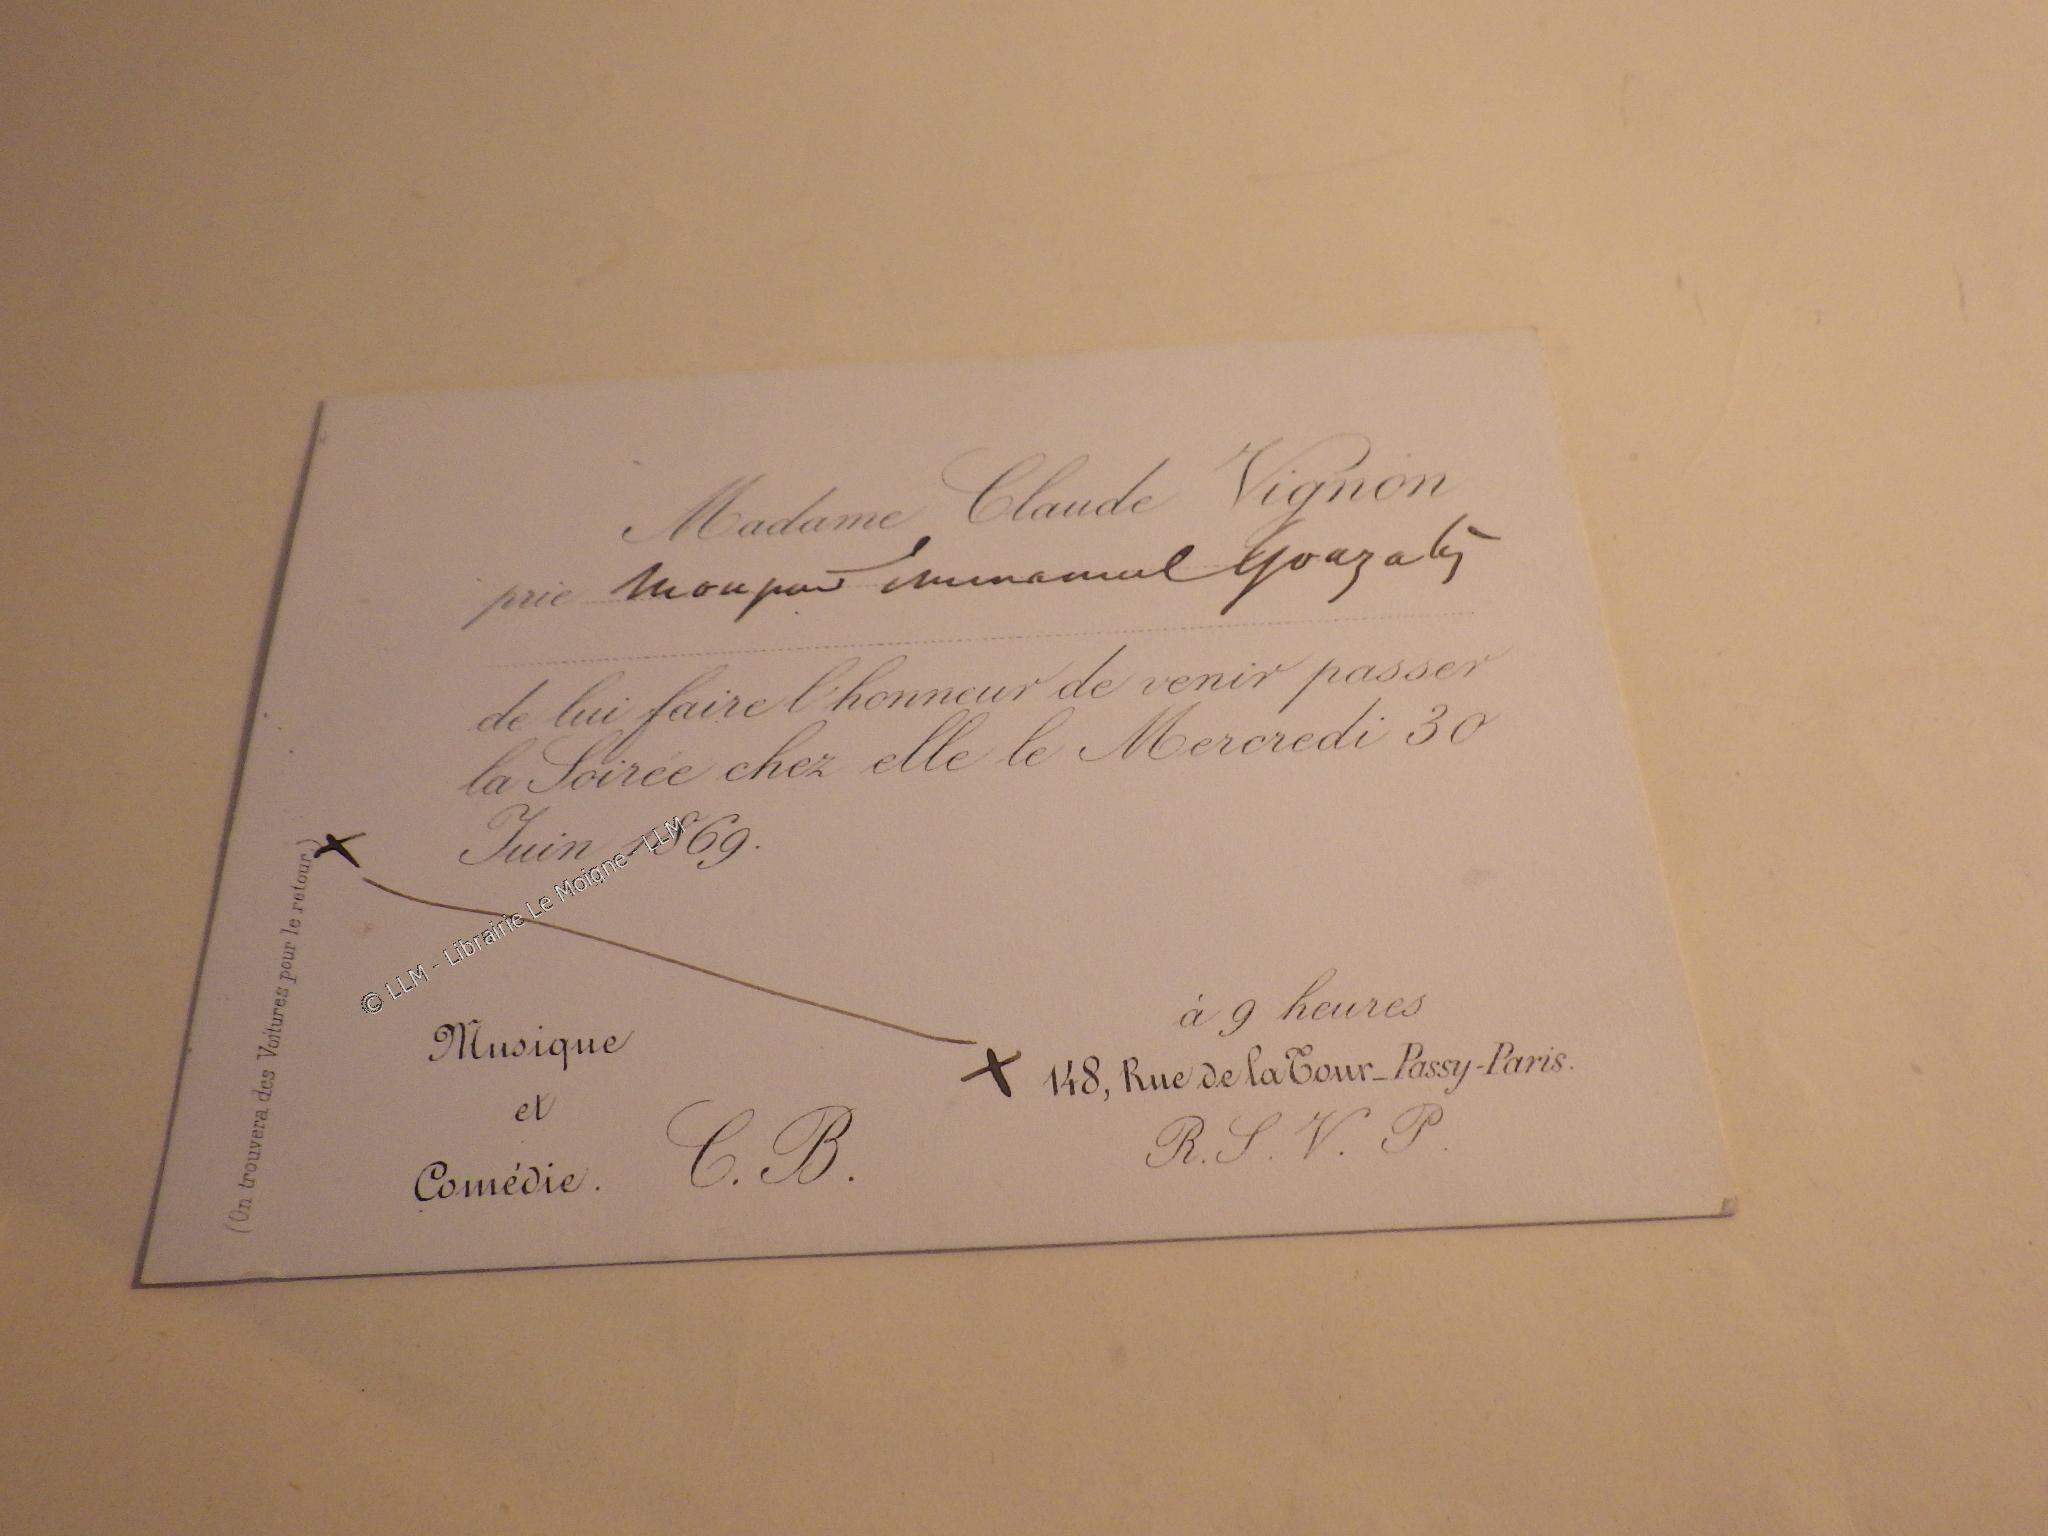 Madame Claude Vignon
prie Monsieur Emmanuel Gonzalès
de lui faire l'honneur de venir passer
la Soirée chez elle le Mercredi 30
Juin 1869.
à 9 heures
148, Rue de la Tour_Passy-Paris.
R. S. V. P.
Musique
et
Comédie.
C. B.
(On trouvera des Voitures pour le retour.)
© LLM - Librairie Le Moigne - LLM